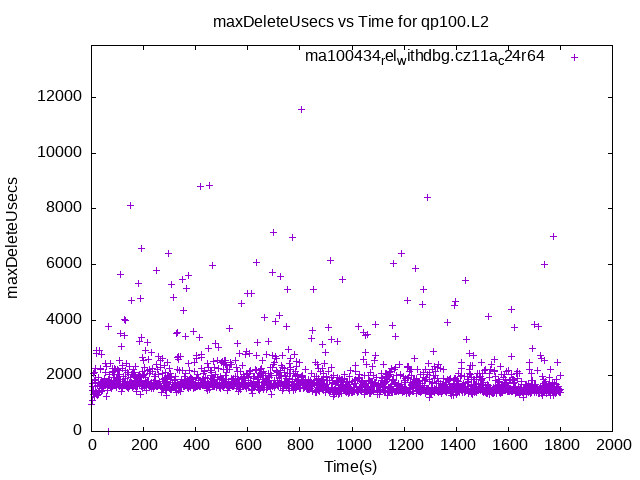 maxDeleteUsecs vs Time for qp100.L2
ma100434_rel_withdbg.cz11a_c24r64
12000
10000
8000
6000
4000
2000
0
maxDeleteUsecs
0 200 400 600 800 1000 1200 1400 1600 1800 2000
Time(s)